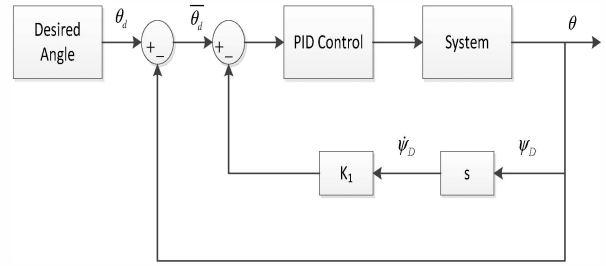 Desired
Angle
θd
+
−
θ̅d
+
−
PID Control
System
θ
K1
ψ̇D
s
ψD